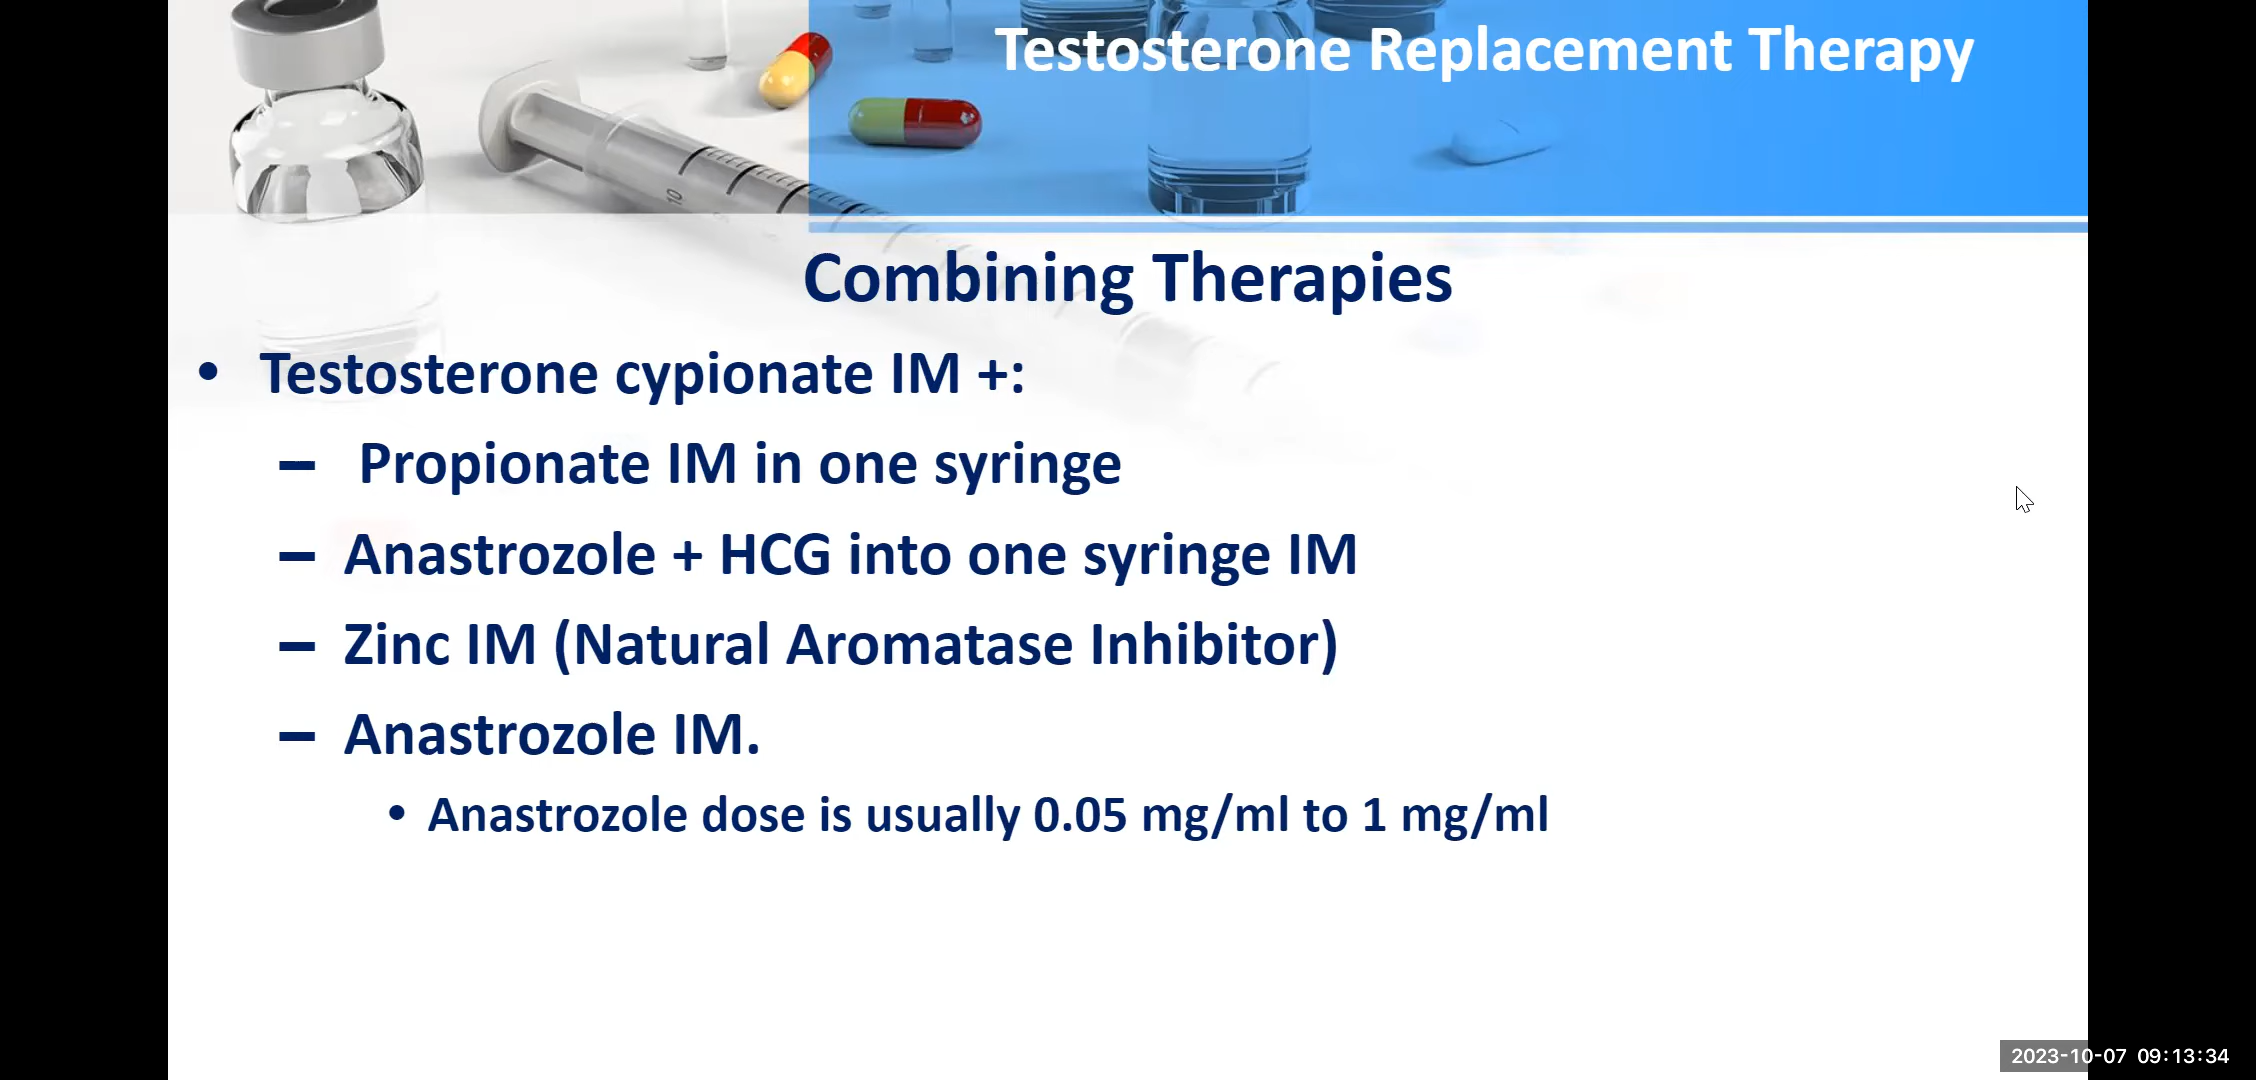 Testosterone Replacement Therapy
10
Combining Therapies
• Testosterone cypionate IM +:
– Propionate IM in one syringe
– Anastrozole + HCG into one syringe IM
– Zinc IM (Natural Aromatase Inhibitor)
– Anastrozole IM.
• Anastrozole dose is usually 0.05 mg/ml to 1 mg/ml
2023-10-07 09:13:34